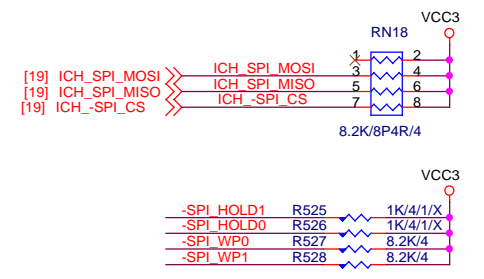 VCC3
RN18
1 2
[19] ICH_SPI_MOSI ICH_SPI_MOSI 3 4
[19] ICH_SPI_MISO ICH_SPI_MISO 5 6
[19] ICH_-SPI_CS ICH_-SPI_CS 7 8
8.2K/8P4R/4
VCC3
-SPI_HOLD1 R525 1K/4/1/X
-SPI_HOLD0 R526 1K/4/1/X
-SPI_WP0 R527 8.2K/4
-SPI_WP1 R528 8.2K/4